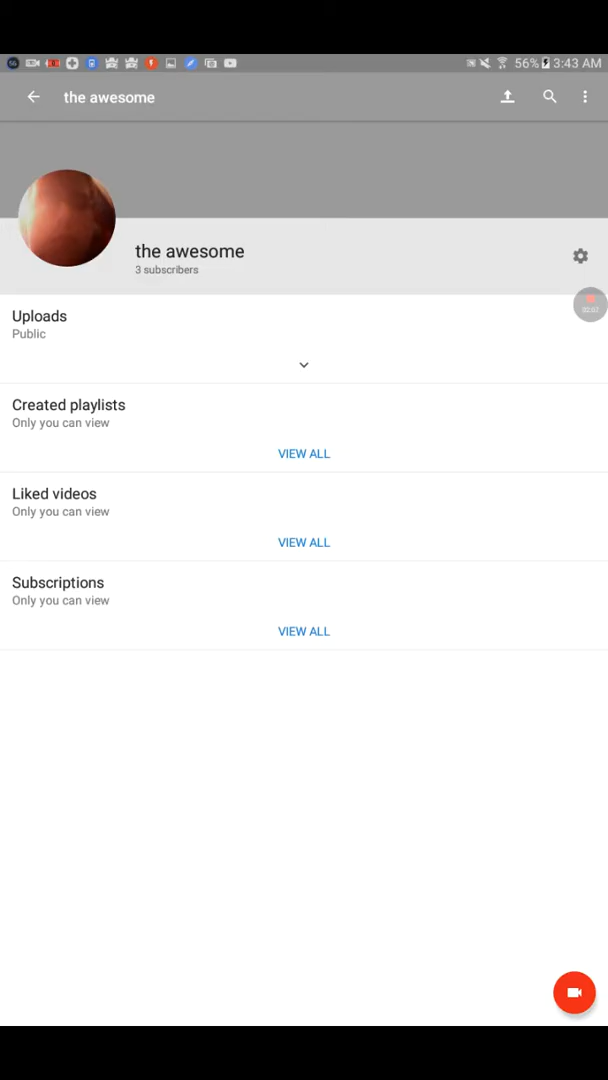 56% 3:43 AM
the awesome
the awesome
3 subscribers
Uploads
Public
Created playlists
Only you can view
VIEW ALL
Liked videos
Only you can view
VIEW ALL
Subscriptions
Only you can view
VIEW ALL